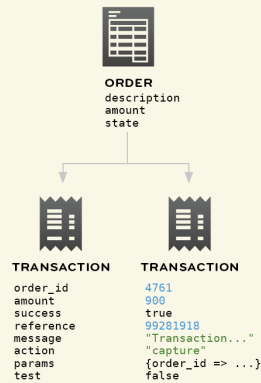 ORDER
description
amount
state
TRANSACTION TRANSACTION
order_id 4761
amount 900
success true
reference 99281918
message "Transaction..."
action "capture"
params {order_id => ...}
test false